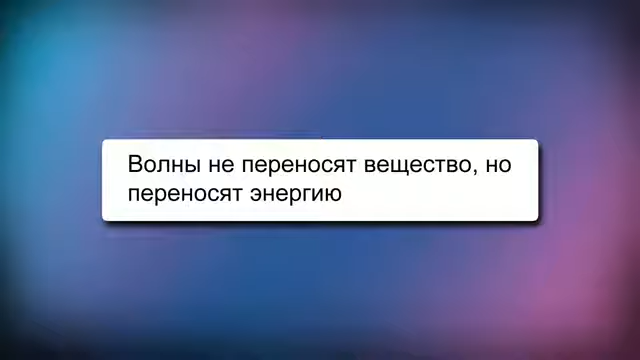 Волны не переносят вещество, но
переносят энергию